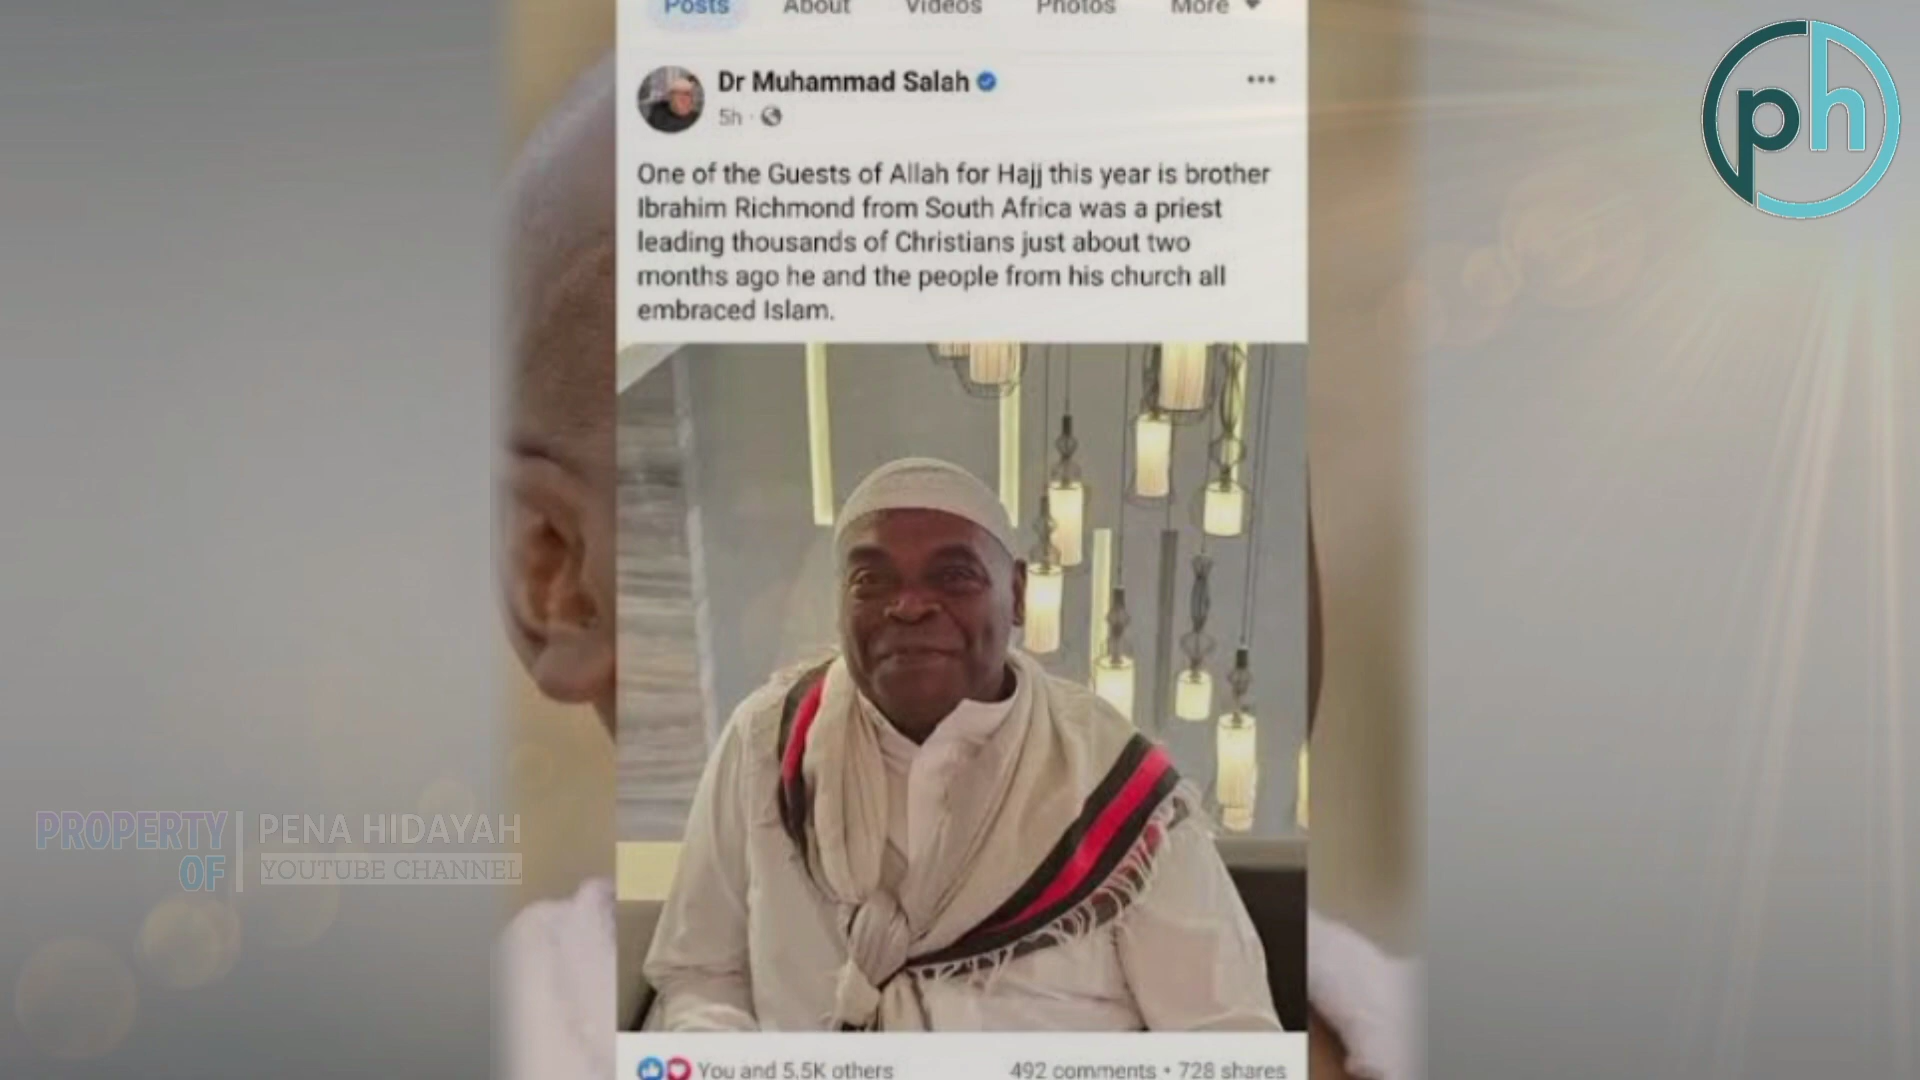 Posts About Videos Photos More
ph
Dr Muhammad Salah
5h
One of the Guests of Allah for Hajj this year is brother
Ibrahim Richmond from South Africa was a priest
leading thousands of Christians just about two
months ago he and the people from his church all
embraced Islam.
PROPERTY OF
PENA HIDAYAH
YOUTUBE CHANNEL
You and 5.5K others 492 comments • 728 shares